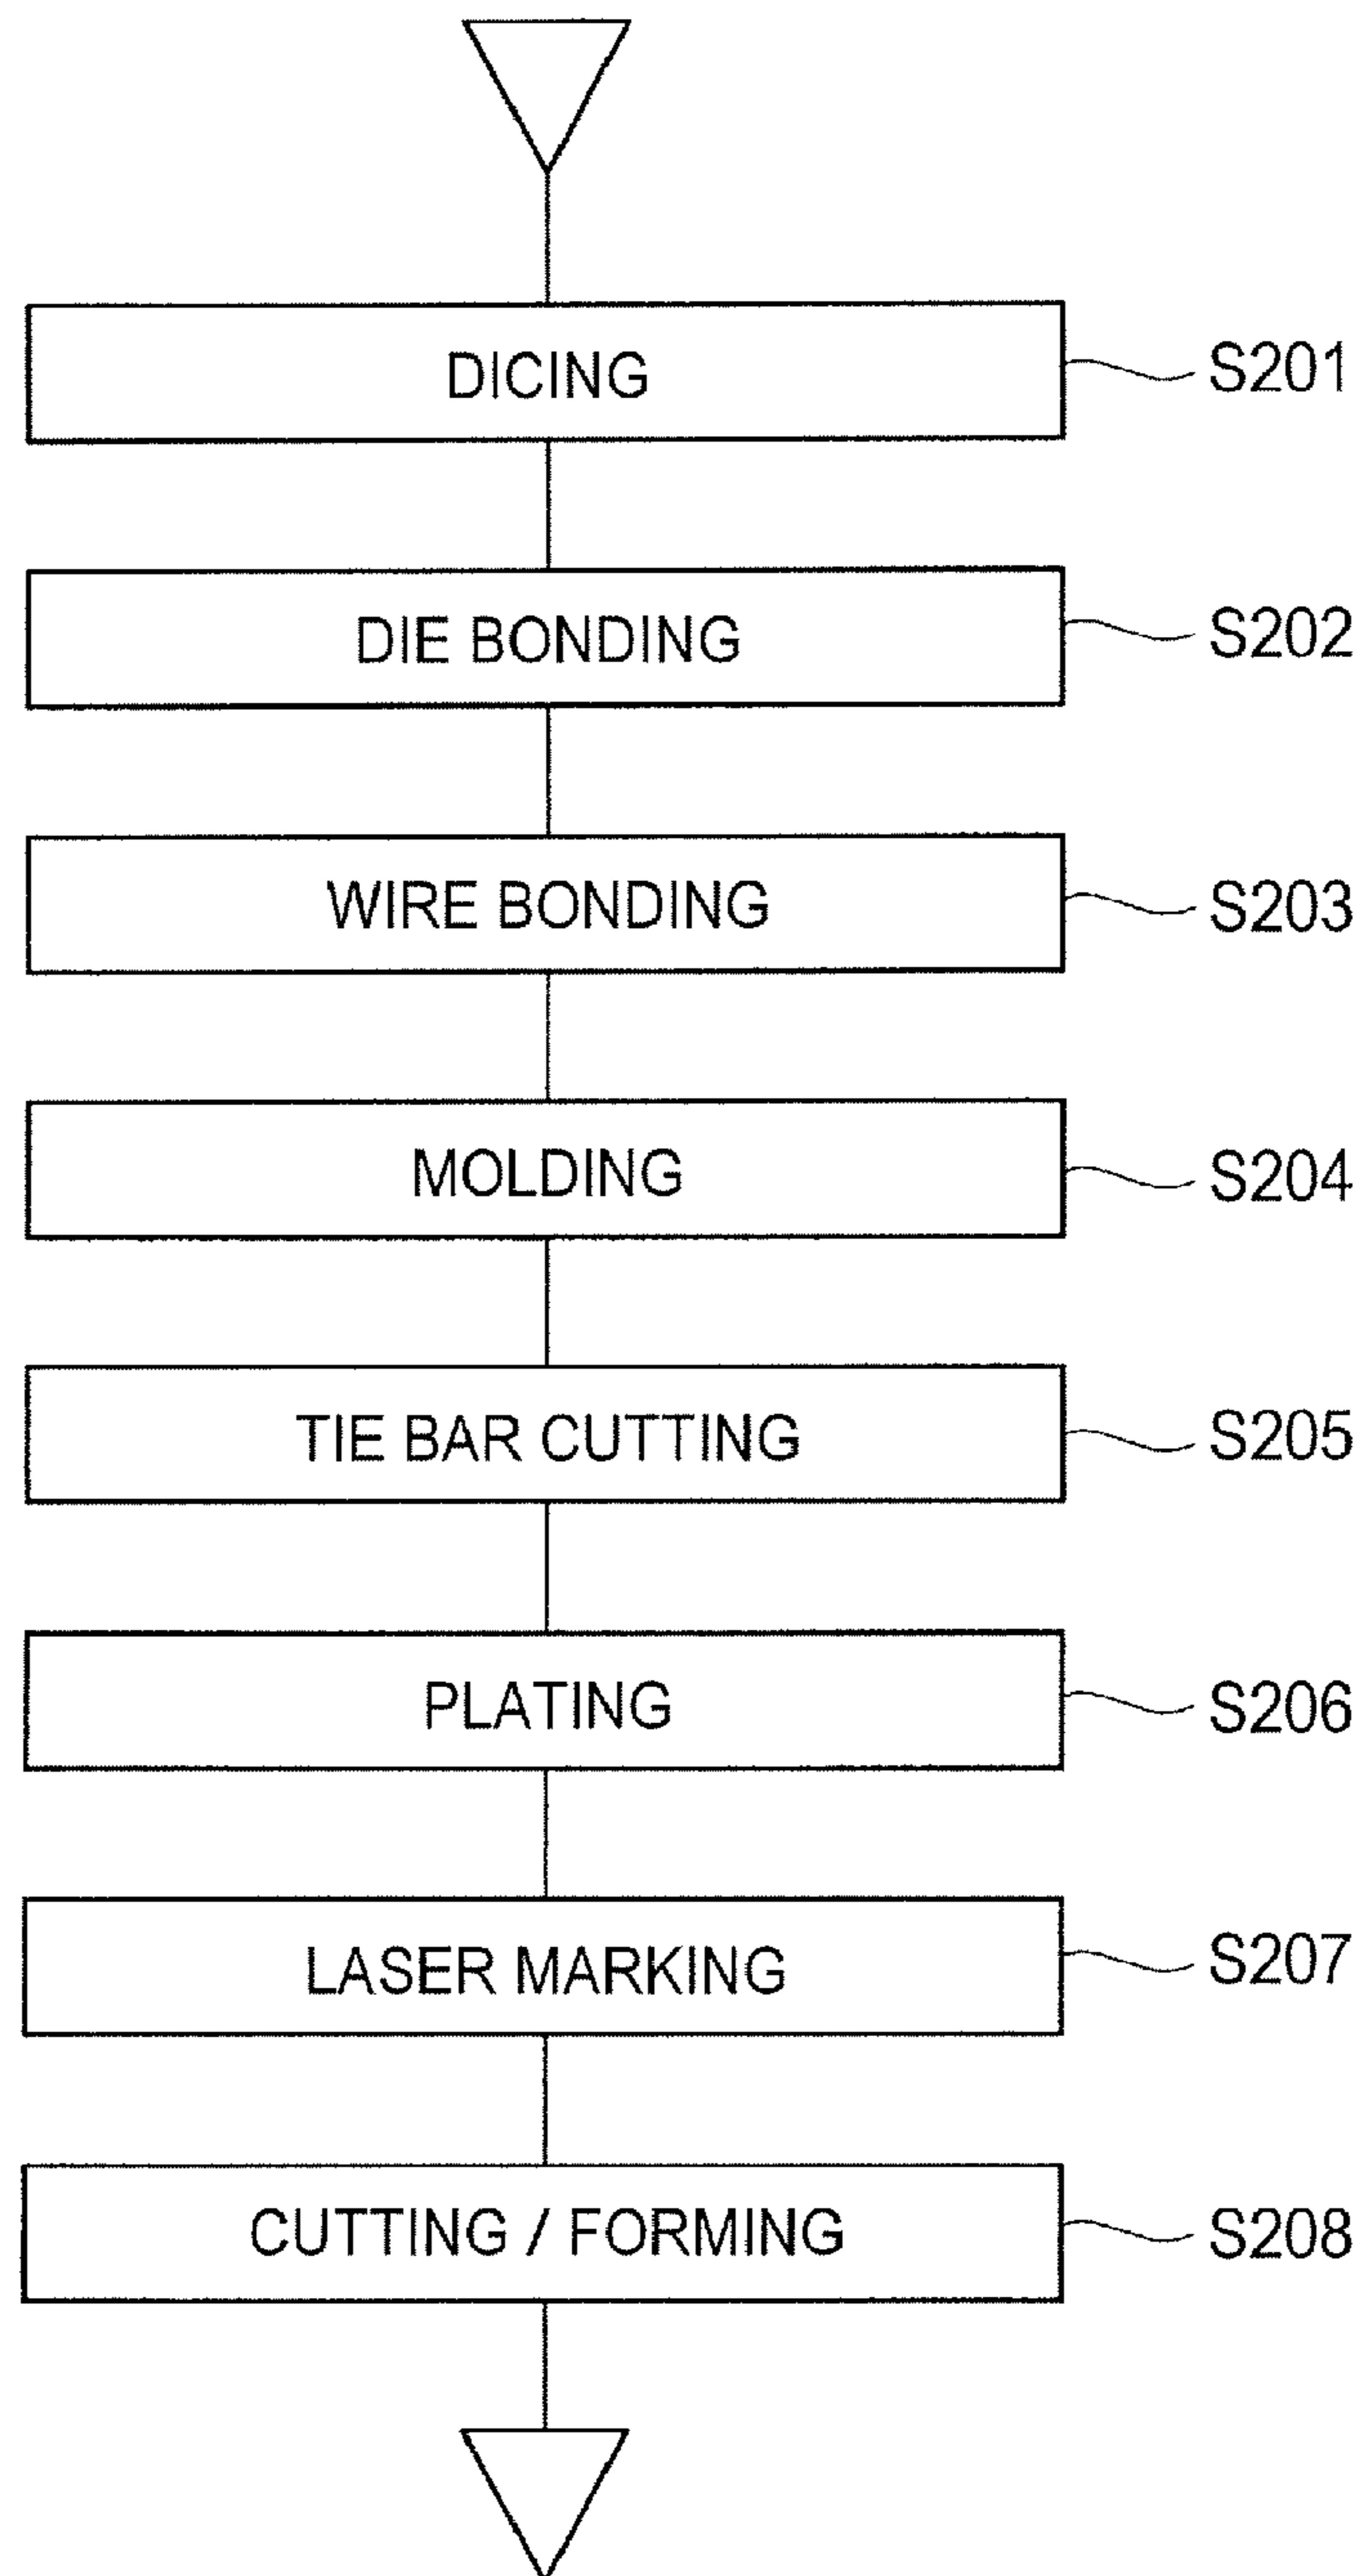 DICING S201
DIE BONDING S202
WIRE BONDING S203
MOLDING S204
TIE BAR CUTTING S205
PLATING S206
LASER MARKING S207
CUTTING / FORMING S208